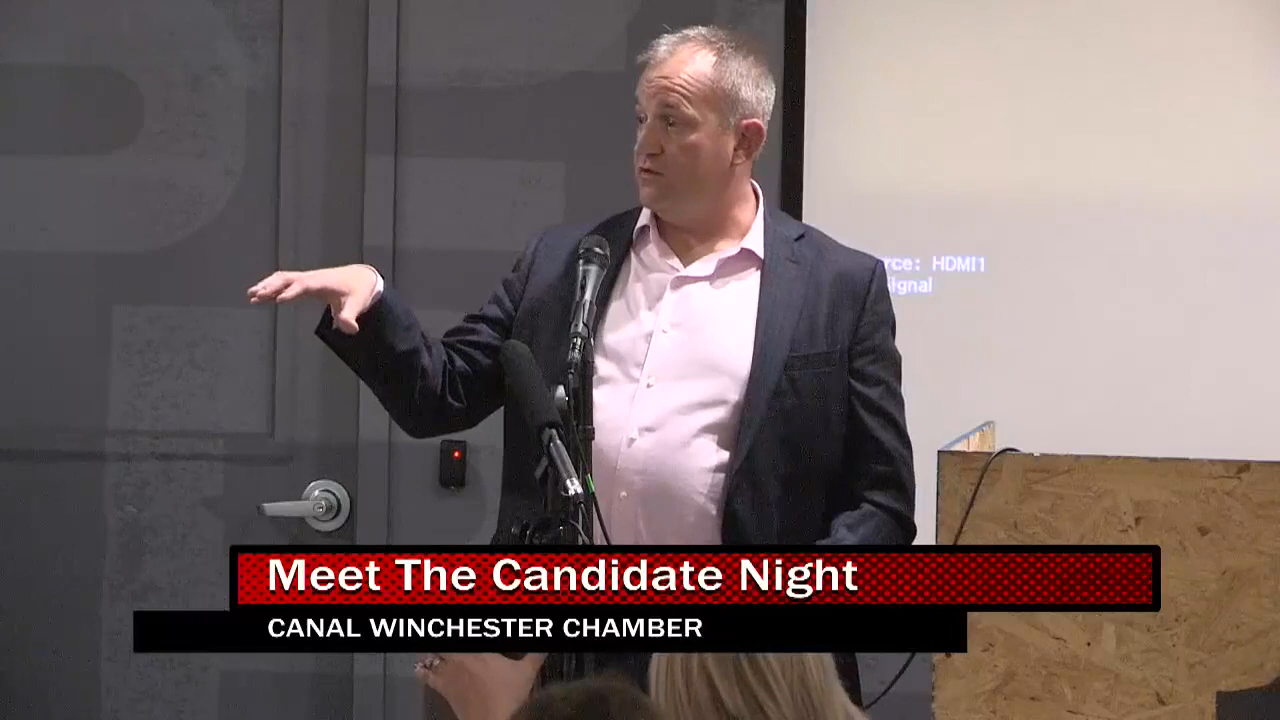 rce: HDMI1
ignal
Meet The Candidate Night
CANAL WINCHESTER CHAMBER